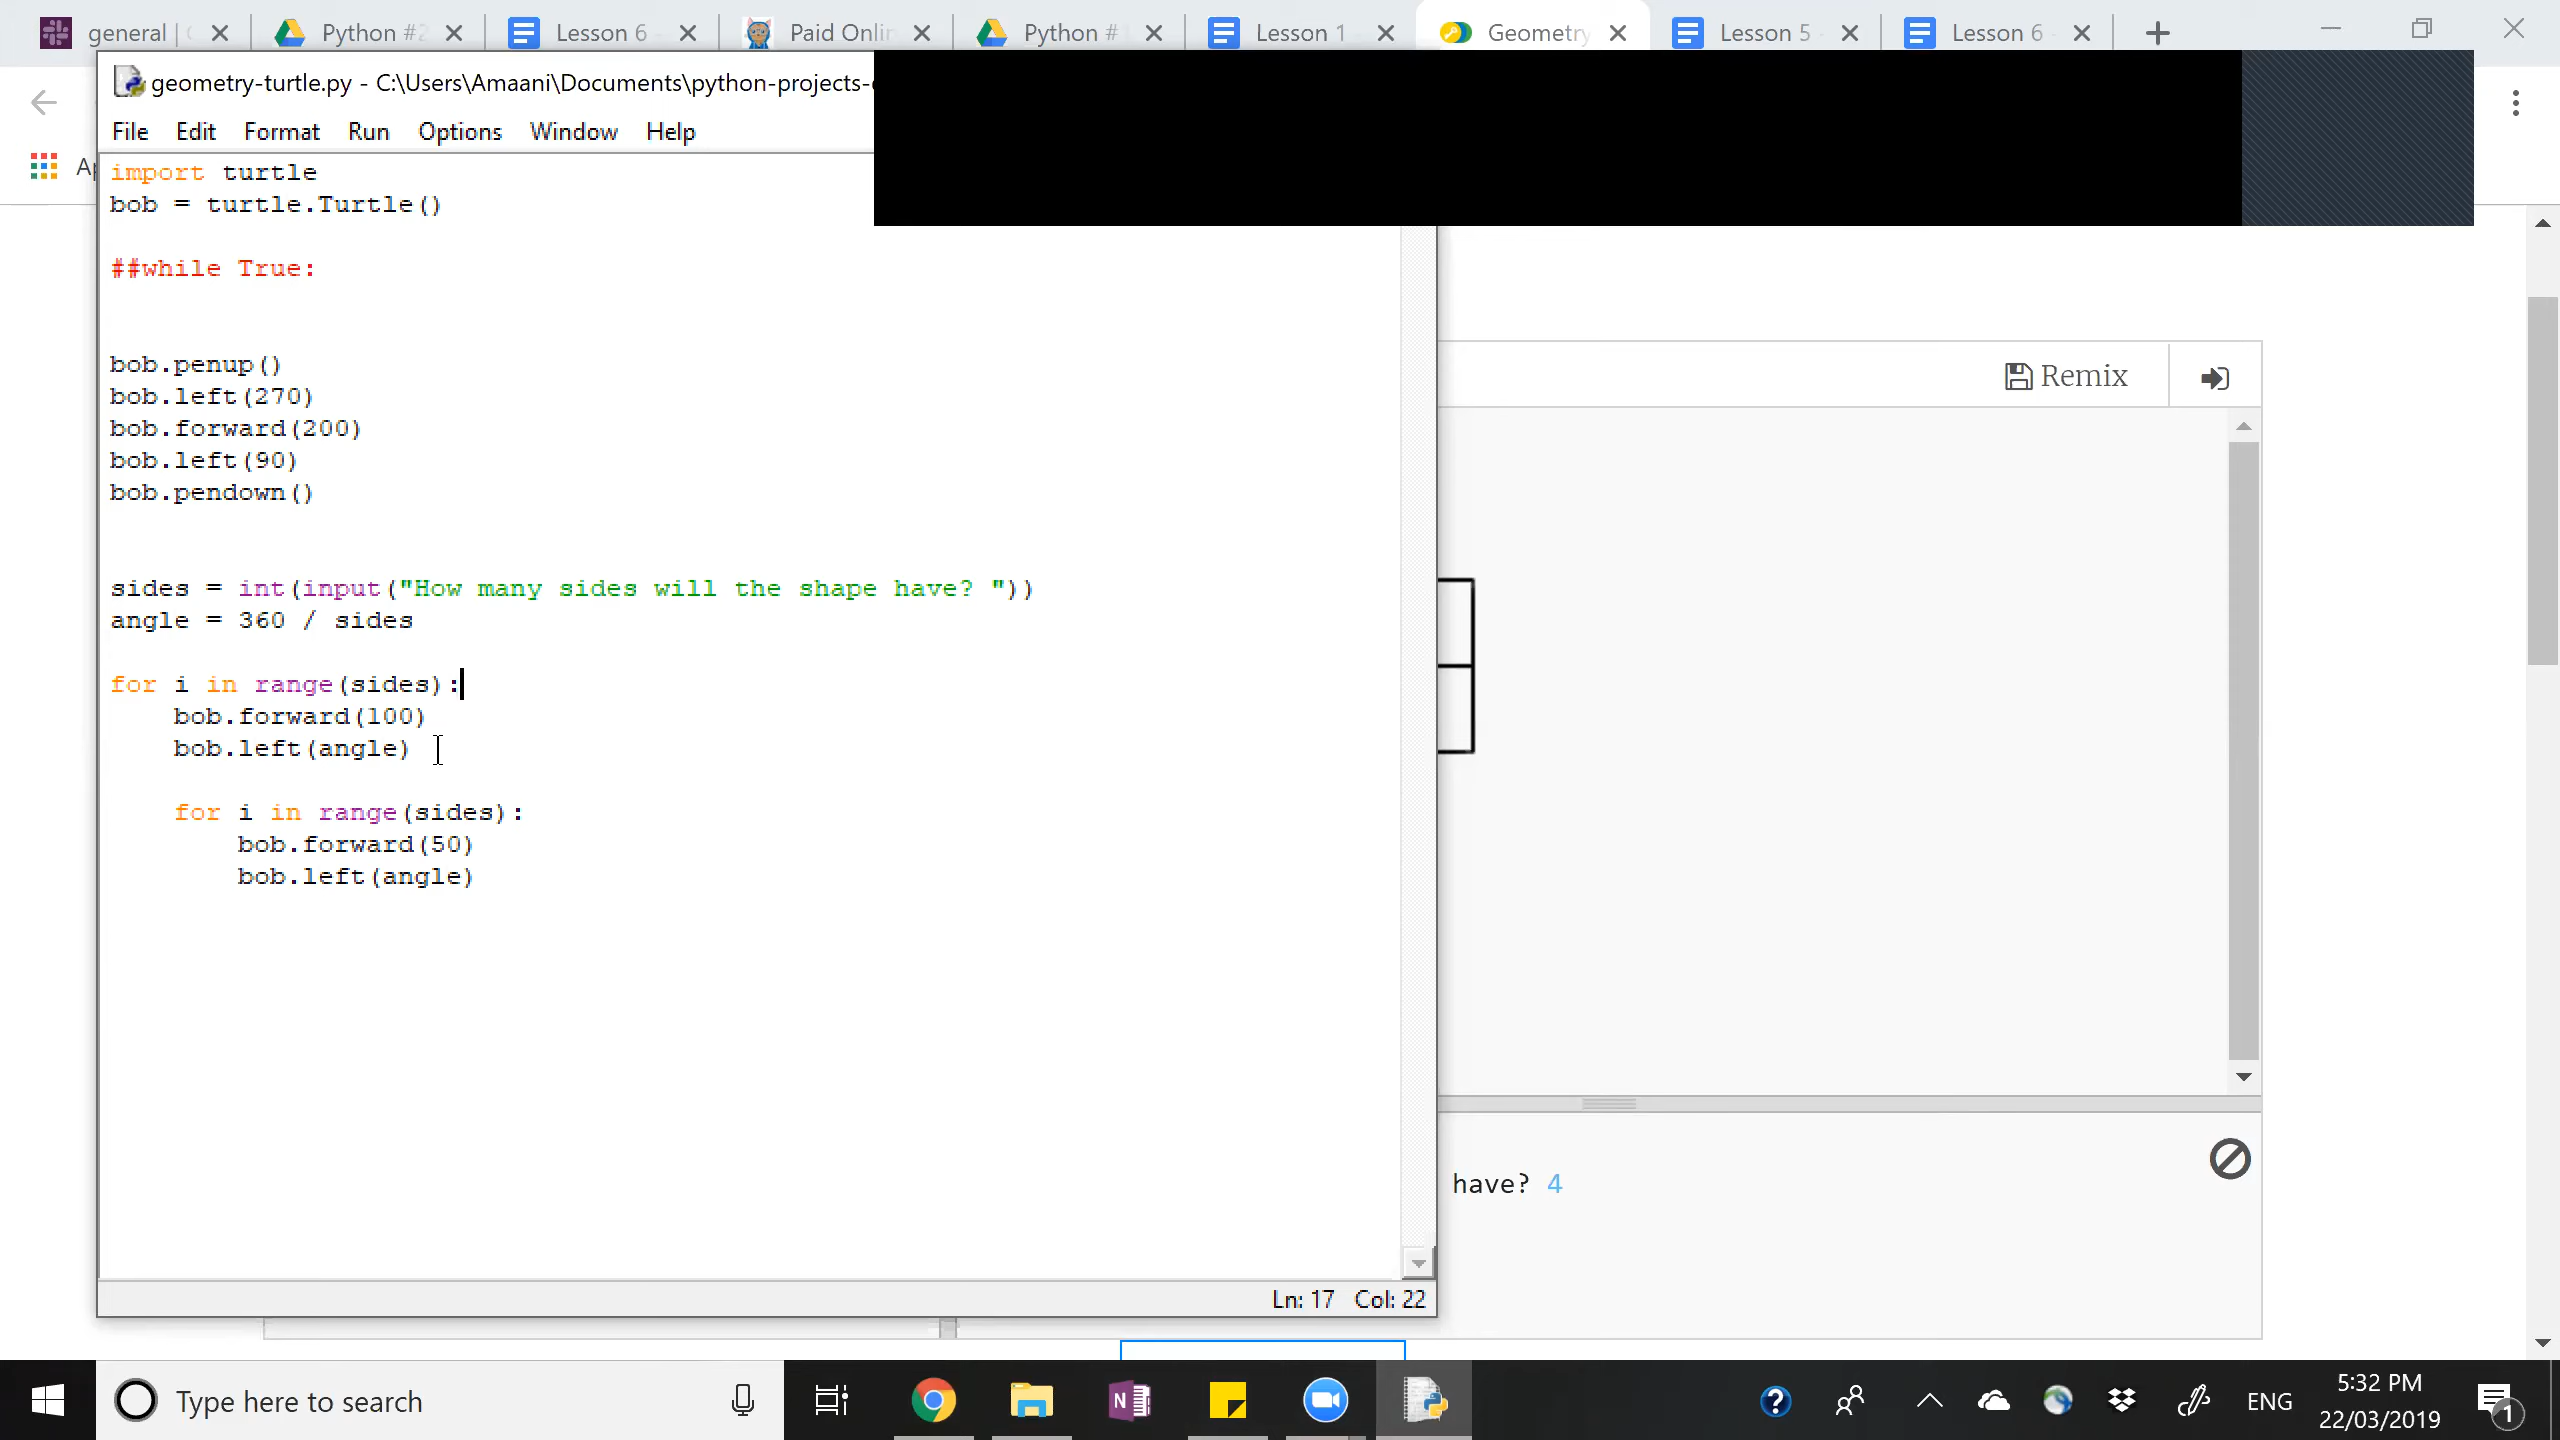 general |
Python #2
Lesson 6
Paid Onlin
Python #
Lesson 1
Geometry
Lesson 5
Lesson 6
geometry-turtle.py - C:\Users\Amaani\Documents\python-projects-
File Edit Format Run Options Window Help
import turtle
bob = turtle.Turtle()
##while True:
bob.penup()
bob.left(270)
bob.forward(200)
bob.left(90)
bob.pendown()
sides = int(input("How many sides will the shape have? "))
angle = 360 / sides
for i in range(sides):
bob.forward(100)
bob.left(angle)
for i in range(sides):
bob.forward(50)
bob.left(angle)
Remix
have? 4
Ln: 17 Col: 22
Type here to search
ENG
5:32 PM
22/03/2019
1